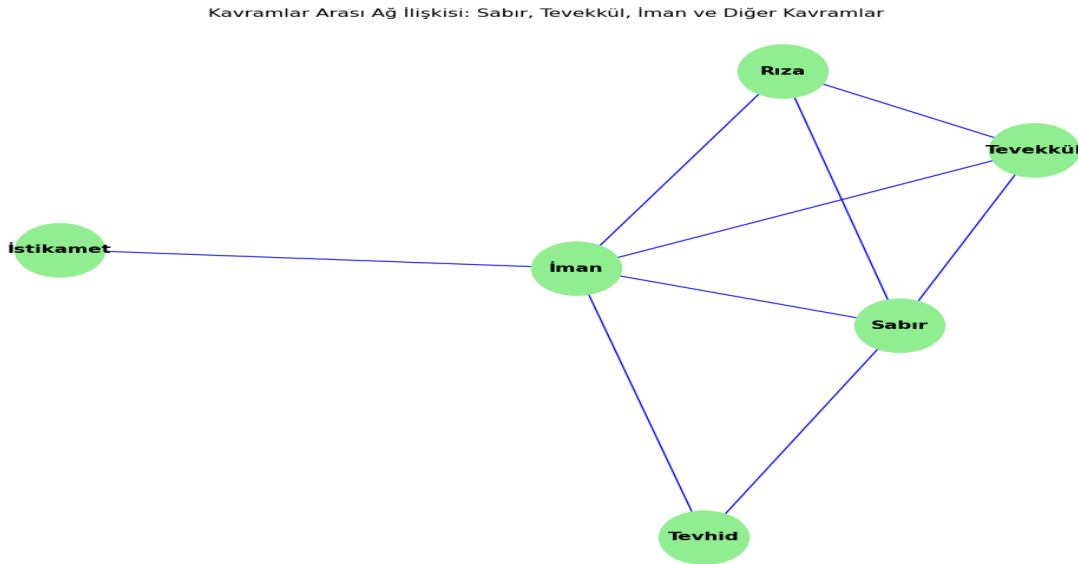 Kavramlar Arası Ağ İlişkisi: Sabır, Tevekkül, İman ve Diğer Kavramlar
Rıza
Tevekkül
İstikamet
İman
Sabır
Tevhid